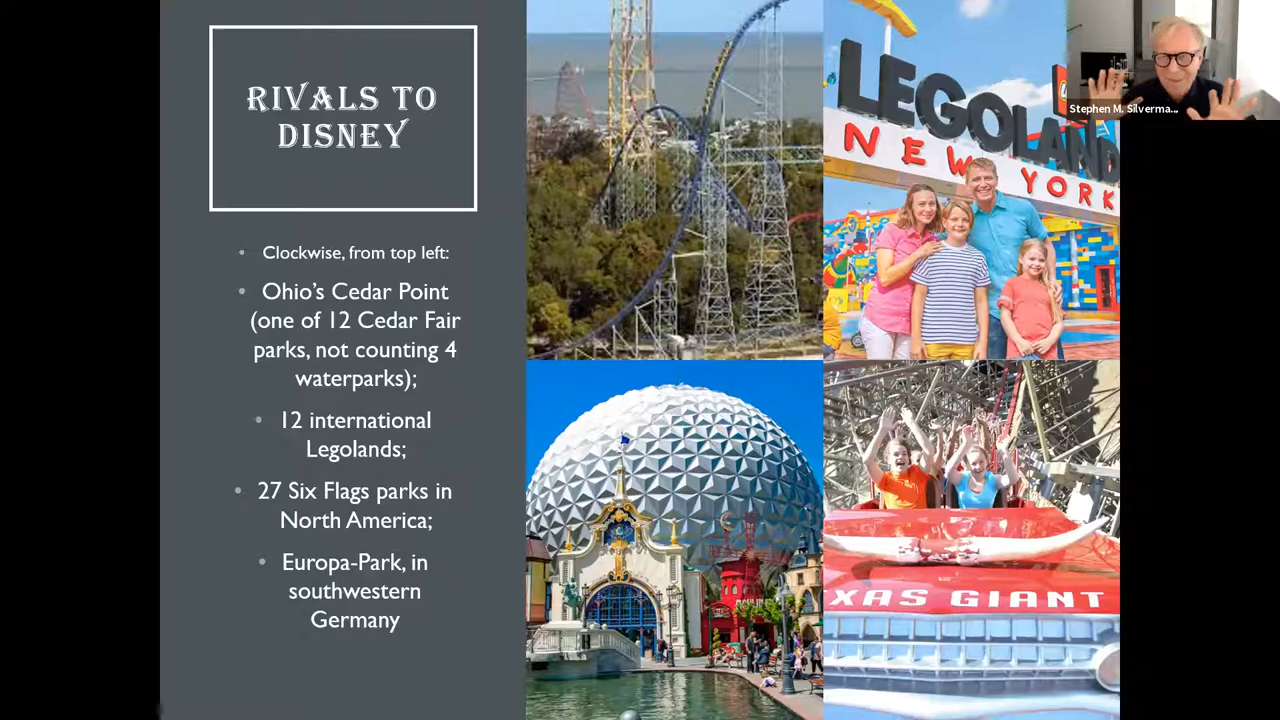 RIVALS TO
DISNEY
• Clockwise, from top left:
• Ohio's Cedar Point
(one of 12 Cedar Fair
parks, not counting 4
waterparks);
• 12 international
Legolands;
• 27 Six Flags parks in
North America;
• Europa-Park, in
southwestern
Germany
LEGOLAND
NEW YORK
XAS GIANT
Stephen M. Silverma...